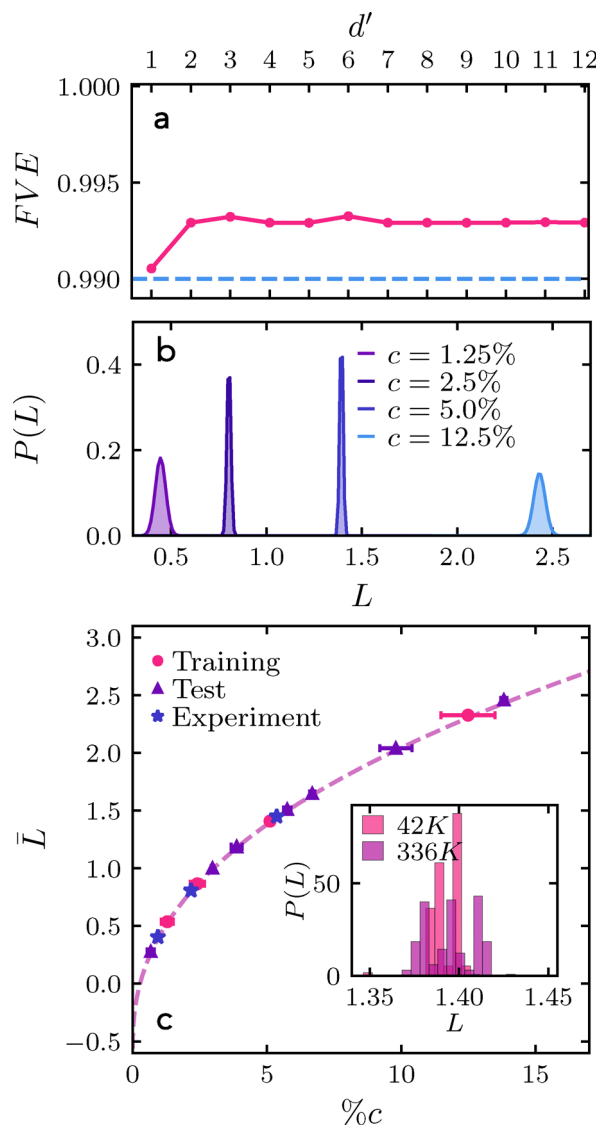 d′
1 2 3 4 5 6 7 8 9 10 11 12
1.000
a
0.995
FVE
0.990
b
c = 1.25%
c = 2.5%
c = 5.0%
c = 12.5%
0.4
P(L)
0.2
0.0
0.5 1.0 1.5 2.0 2.5
L
3.0
Training
2.5
Test
Experiment
2.0
1.5
L̄
1.0
0.5
0.0
−0.5
42K
336K
P(L)
50
0
1.35 1.40 1.45
L
c
0 5 10 15
%c